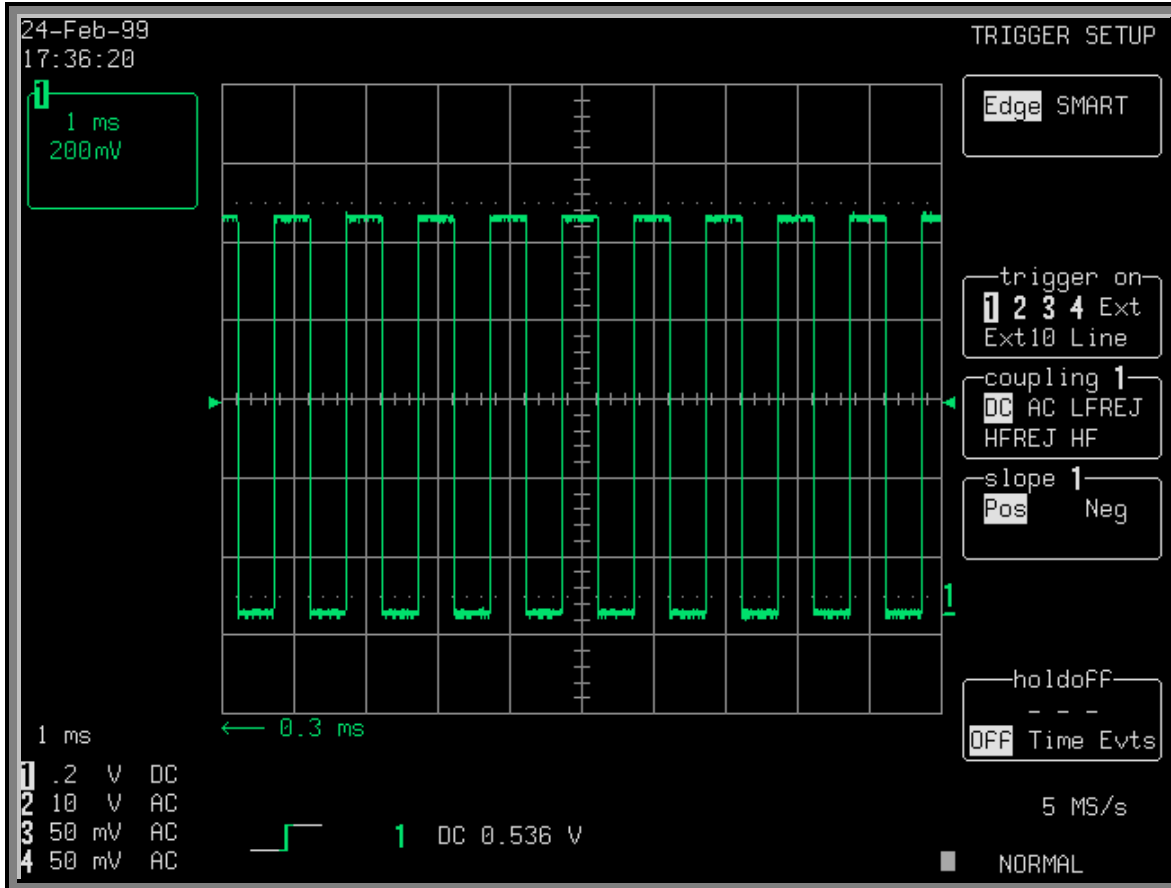 24-Feb-99
17:36:20
TRIGGER SETUP
1
1 ms
200mV
Edge SMART
trigger on
1 2 3 4 Ext
Ext10 Line
coupling 1
DC AC LFREJ
HFREJ HF
slope 1
Pos Neg
1
holdoff
- - -
OFF Time Evts
← 0.3 ms
1 ms
1 .2 V DC
2 10 V AC
3 50 mV AC
4 50 mV AC
1 DC 0.536 V
5 MS/s
NORMAL